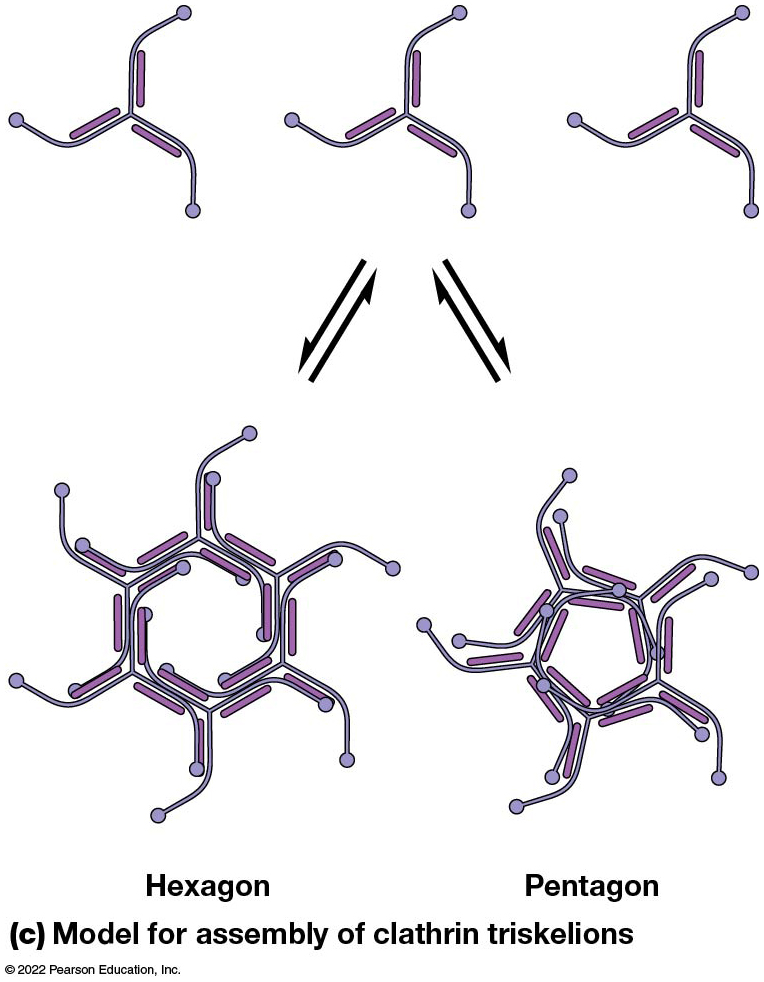 Hexagon
Pentagon
(c) Model for assembly of clathrin triskelions
© 2022 Pearson Education, Inc.